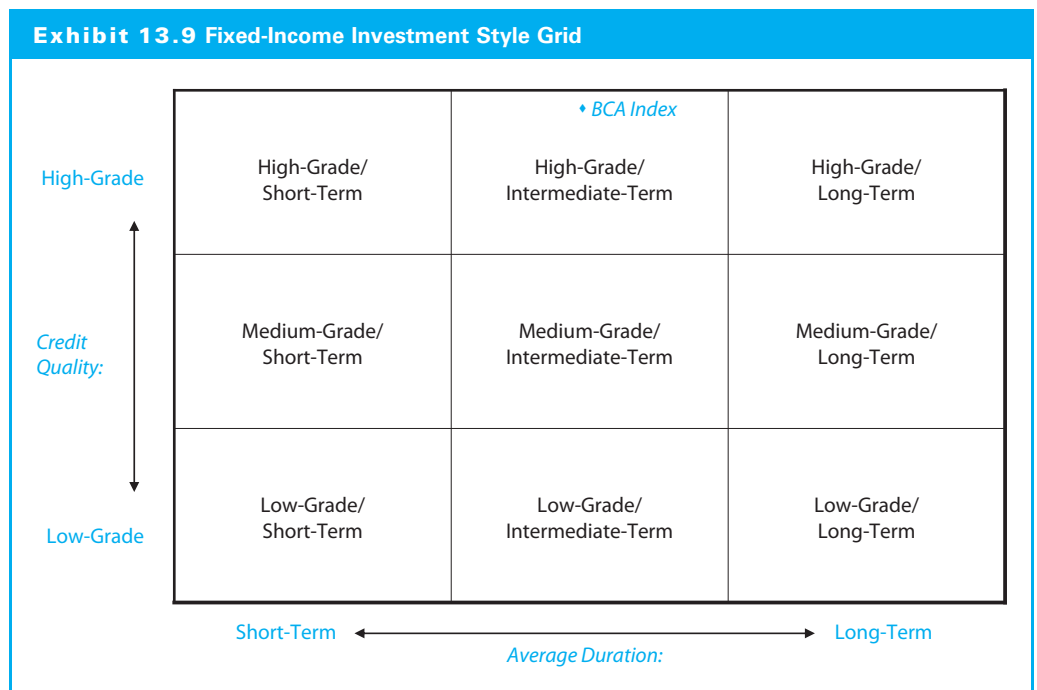 Exhibit 13.9 Fixed-Income Investment Style Grid
BCA Index
High-Grade
High-Grade/
Short-Term
High-Grade/
Intermediate-Term
High-Grade/
Long-Term
Credit
Quality:
Medium-Grade/
Short-Term
Medium-Grade/
Intermediate-Term
Medium-Grade/
Long-Term
Low-Grade
Low-Grade/
Short-Term
Low-Grade/
Intermediate-Term
Low-Grade/
Long-Term
Short-Term
Long-Term
Average Duration: